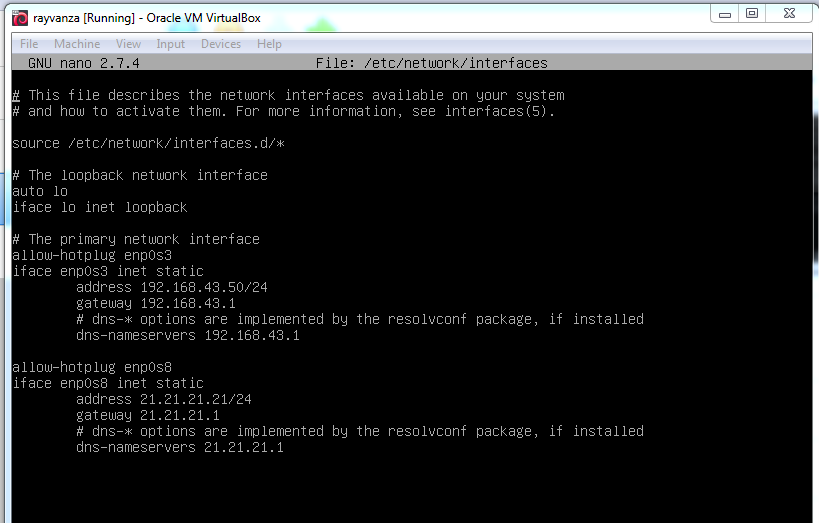 rayvanza [Running] - Oracle VM VirtualBox
File Machine View Input Devices Help
GNU nano 2.7.4 File: /etc/network/interfaces
# This file describes the network interfaces available on your system
# and how to activate them. For more information, see interfaces(5).
source /etc/network/interfaces.d/*
# The loopback network interface
auto lo
iface lo inet loopback
# The primary network interface
allow-hotplug enp0s3
iface enp0s3 inet static
address 192.168.43.50/24
gateway 192.168.43.1
# dns-* options are implemented by the resolvconf package, if installed
dns-nameservers 192.168.43.1
allow-hotplug enp0s8
iface enp0s8 inet static
address 21.21.21.21/24
gateway 21.21.21.1
# dns-* options are implemented by the resolvconf package, if installed
dns-nameservers 21.21.21.1